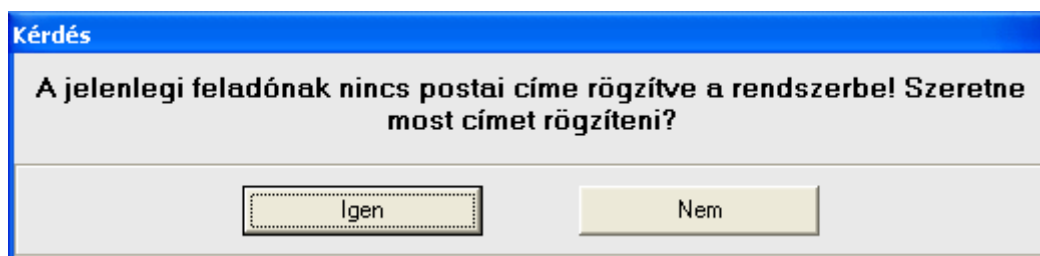 Kérdés
A jelenlegi feladónak nincs postai címe rögzítve a rendszerbe! Szeretne
most címet rögzíteni?
Igen
Nem